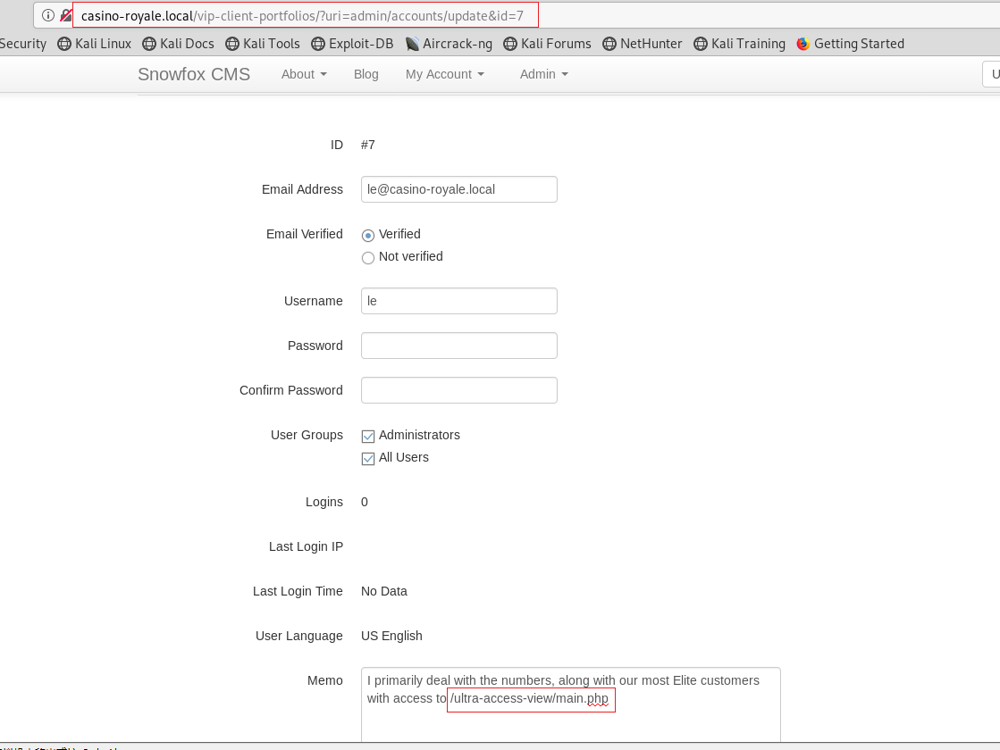 casino-royale.local/vip-client-portfolios/?uri=admin/accounts/update&id=7
Security Kali Linux Kali Docs Kali Tools Exploit-DB Aircrack-ng Kali Forums NetHunter Kali Training Getting Started
Snowfox CMS About Blog My Account Admin U
ID #7
Email Address le@casino-royale.local
Email Verified Verified
Not verified
Username le
Password
Confirm Password
User Groups Administrators
All Users
Logins 0
Last Login IP
Last Login Time No Data
User Language US English
Memo I primarily deal with the numbers, along with our most Elite customers
with access to /ultra-access-view/main.php